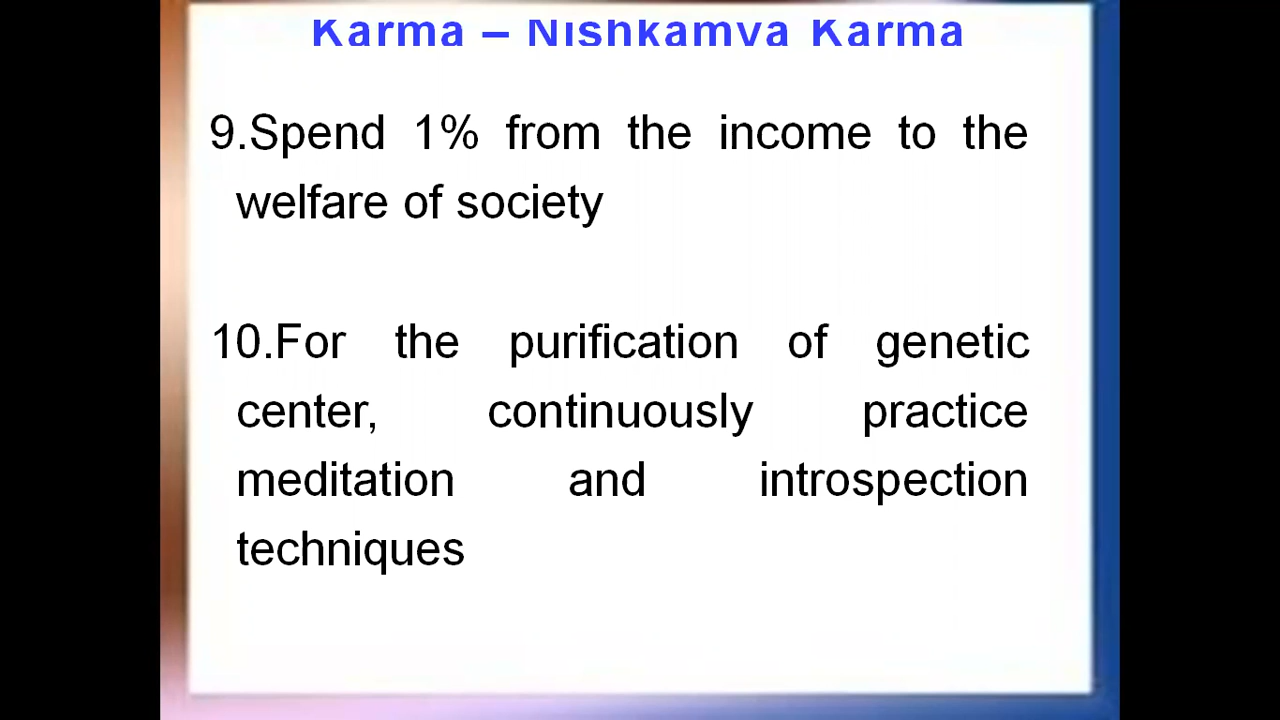 Karma – Nishkamya Karma
9.Spend 1% from the income to the
welfare of society
10.For the purification of genetic
center, continuously practice
meditation and introspection
techniques